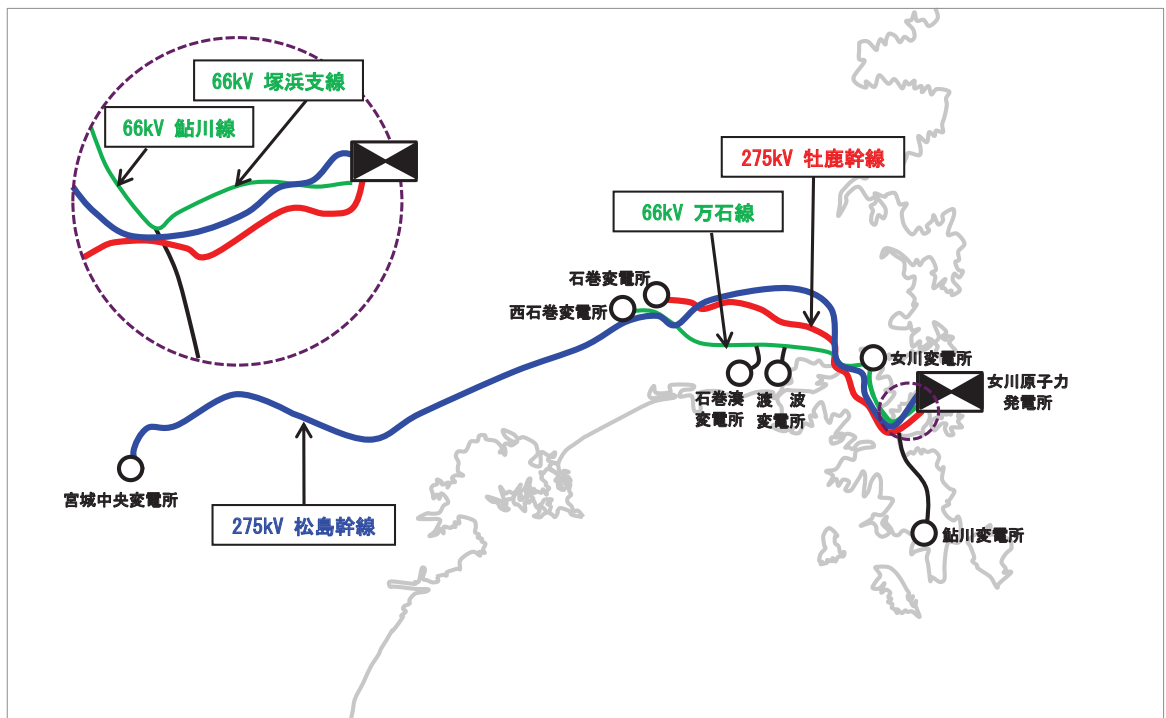 66kV 塚浜支線
66kV 鮎川線
275kV 牡鹿幹線
66kV 万石線
石巻変電所
西石巻変電所
女川変電所
女川原子力
発電所
石巻湊
変電所
渡 波
変電所
宮城中央変電所
275kV 松島幹線
鮎川変電所